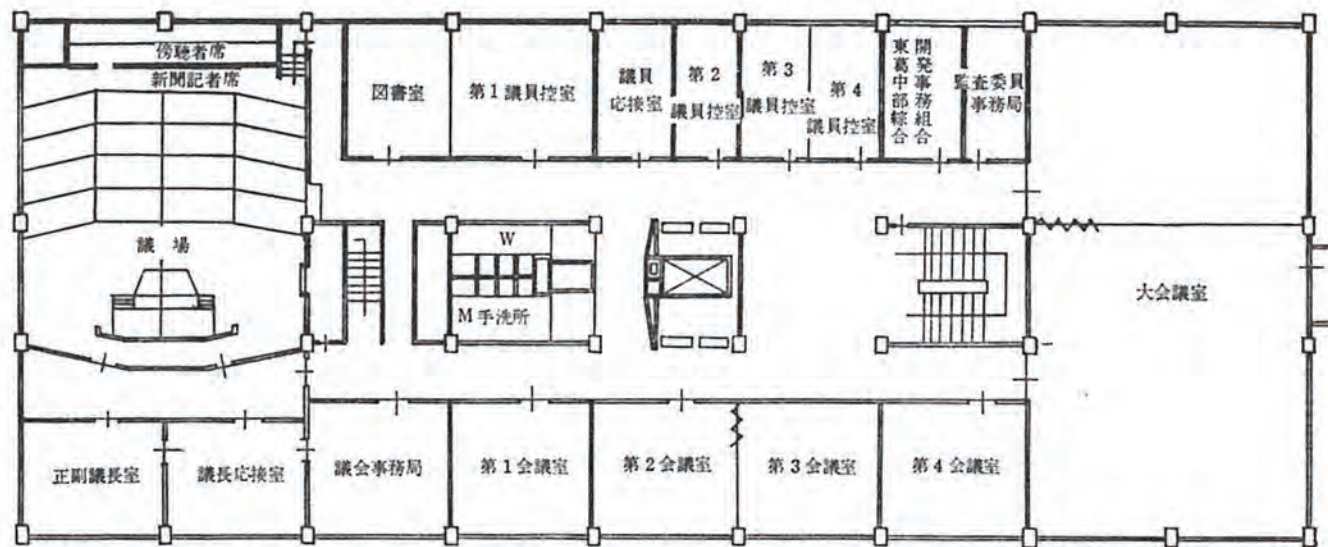 傍聴者席
新聞記者席
図書室
第1議員控室
議員
応接室
第2
議員控室
第3
議員控室
第4
議員控室
東葛中部綜合
開発事務組合
監査委員
事務局
議場
W
M手洗所
大会議室
正副議長室
議長応接室
議会事務局
第1会議室
第2会議室
第3会議室
第4会議室